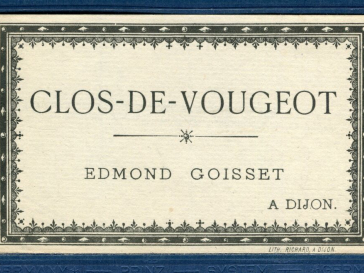 CLOS-DE-VOUGEOT
EDMOND GOISSET
A DIJON.
LITH. RICHARD, A DIJON